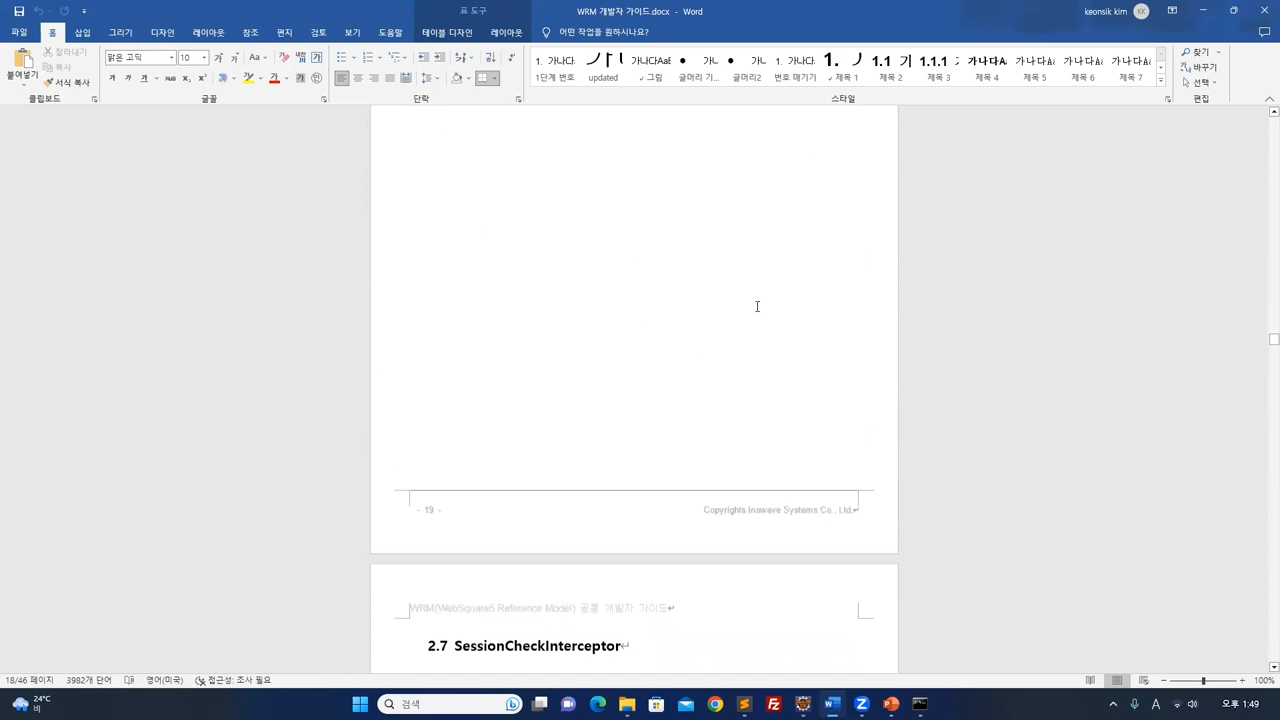 표 도구
WRM 개발자 가이드.docx - Word
keonsik kim KK
파일 홈 삽입 그리기 디자인 레이아웃 참조 편지 검토 보기 도움말 테이블 디자인 레이아웃 어떤 작업을 원하시나요?
붙여넣기
잘라내기
복사
서식 복사
클립보드
맑은 고딕 10
글꼴
단락
1. 가나다.
1단계 번호
updated
가나다AaE
그림
가나
글머리 기...
가나
글머리...
1. 가나다.
번호 매기기
1.
제목 1
1.1
제목 2
1.1.1
제목 3
가나다A
제목 4
가나다A
제목 5
가나다A
제목 6
가나다A
제목 7
스타일
찾기
바꾸기
선택
편집
- 19 -
Copyrights Inswave Systems Co., Ltd.
WRM(WebSquare5 Reference Model) 공통 개발자 가이드
2.7 SessionCheckInterceptor
18/46 페이지 3982개 단어 영어(미국) 접근성: 조사 필요 100%
24°C
비
검색
A
오후 1:49